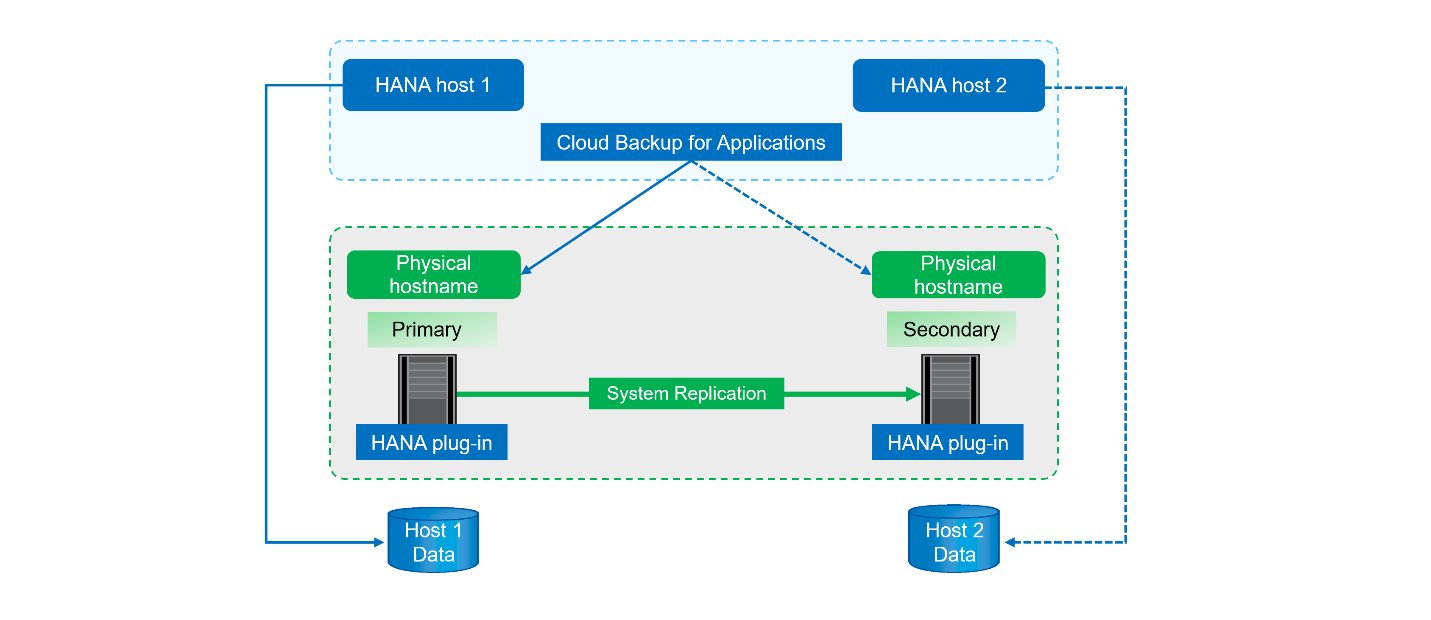 HANA host 1
HANA host 2
Cloud Backup for Applications
Physical
hostname
Physical
hostname
Primary
Secondary
System Replication
HANA plug-in
HANA plug-in
Host 1
Data
Host 2
Data